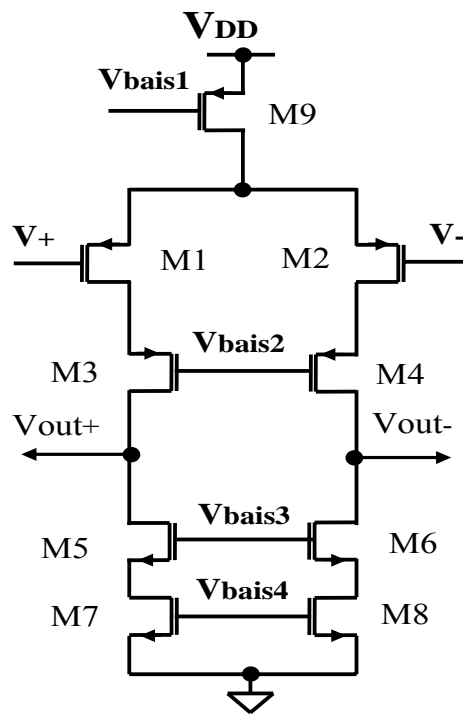 VDD
Vbais1
M9
V+
V-
M1
M2
Vbais2
M3
M4
Vout+
Vout-
Vbais3
M5
M6
Vbais4
M7
M8